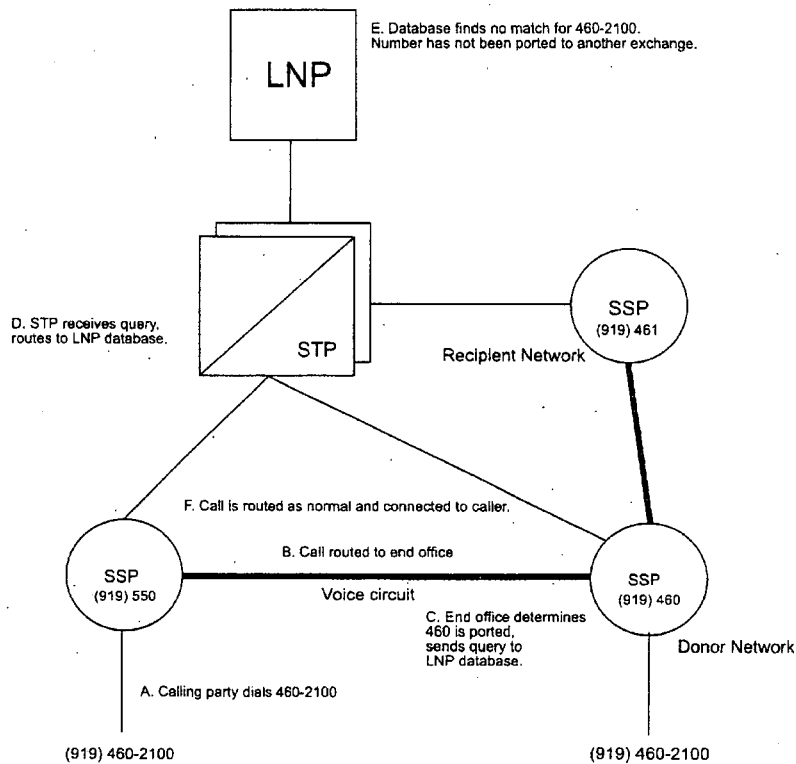 E. Database finds no match for 460-2100.
Number has not been ported to another exchange.
LNP
D. STP receives query,
routes to LNP database.
STP
SSP
(919) 461
Recipient Network
F. Call is routed as normal and connected to caller.
B. Call routed to end office
SSP
(919) 550
Voice circuit
SSP
(919) 460
C. End office determines
460 is ported,
sends query to
LNP database.
Donor Network
A. Calling party dials 460-2100
(919) 460-2100
(919) 460-2100